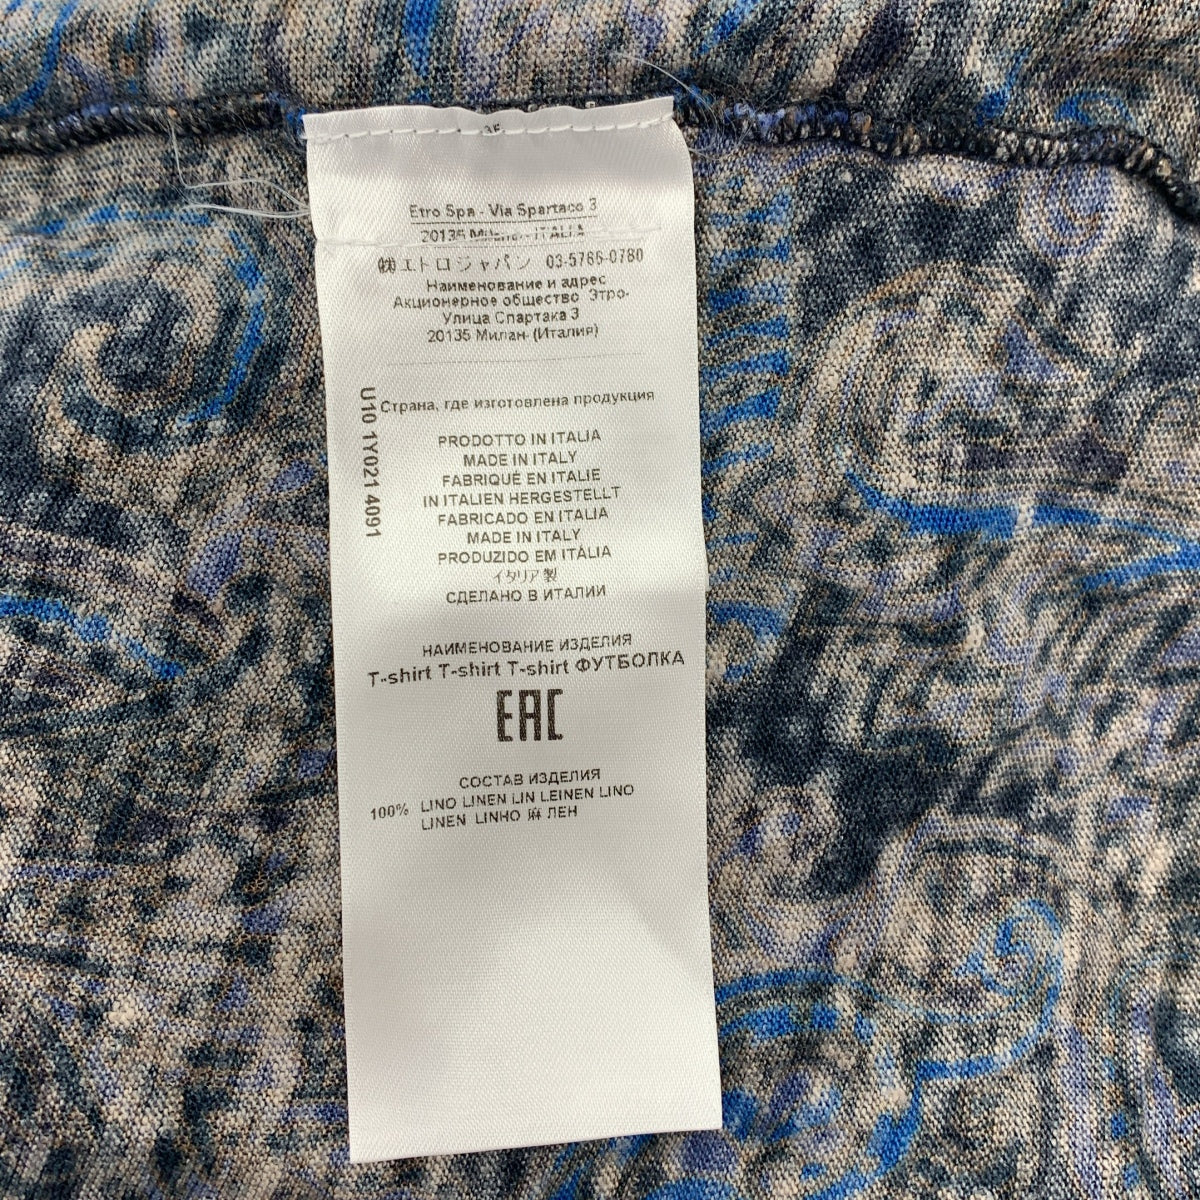 Etro Spa - Via Spartaco 3
20135 Milano - ITALIA
㈱エトロジャパン 03-5766-0780
Наименование и адрес
Акционерное общество Этро-
Улица Спартака 3
20135 Милан- (Италия)
Страна, где изготовлена продукция
U10 1Y021 4091
PRODOTTO IN ITALIA
MADE IN ITALY
FABRIQUÉ EN ITALIE
IN ITALIEN HERGESTELLT
FABRICADO EN ITALIA
MADE IN ITALY
PRODUZIDO EM ITÀLIA
イタリア製
СДЕЛАНО В ИТАЛИИ
НАИМЕНОВАНИЕ ИЗДЕЛИЯ
T-shirt T-shirt T-shirt ФУТБОЛКА
EAC
СОСТАВ ИЗДЕЛИЯ
100% LINO LINEN LIN LEINEN LINO
LINEN LINHO 麻 ЛЕН